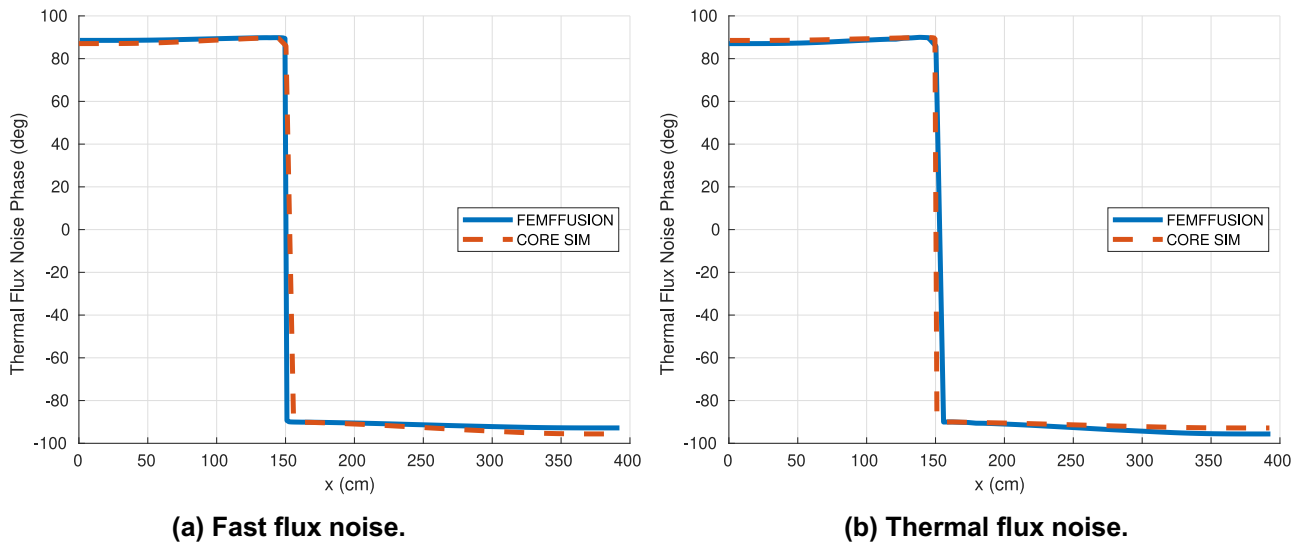 100
80
60
40
20
0
-20
-40
-60
-80
-100
Thermal Flux Noise Phase (deg)
FEMFFUSION
CORE SIM
0 50 100 150 200 250 300 350 400
x (cm)
(a) Fast flux noise.
100
80
60
40
20
0
-20
-40
-60
-80
-100
Thermal Flux Noise Phase (deg)
FEMFFUSION
CORE SIM
0 50 100 150 200 250 300 350 400
x (cm)
(b) Thermal flux noise.